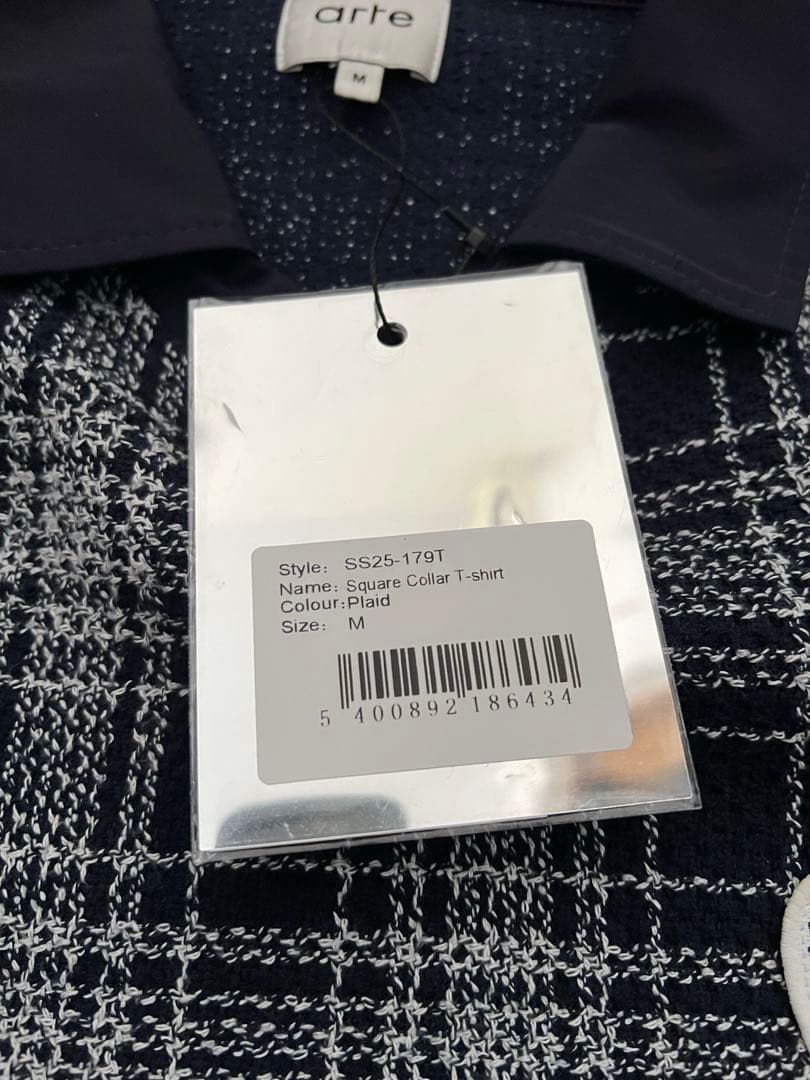 arte
M
Style: SS25-179T
Name: Square Collar T-shirt
Colour:Plaid
Size: M
5 400892 186434